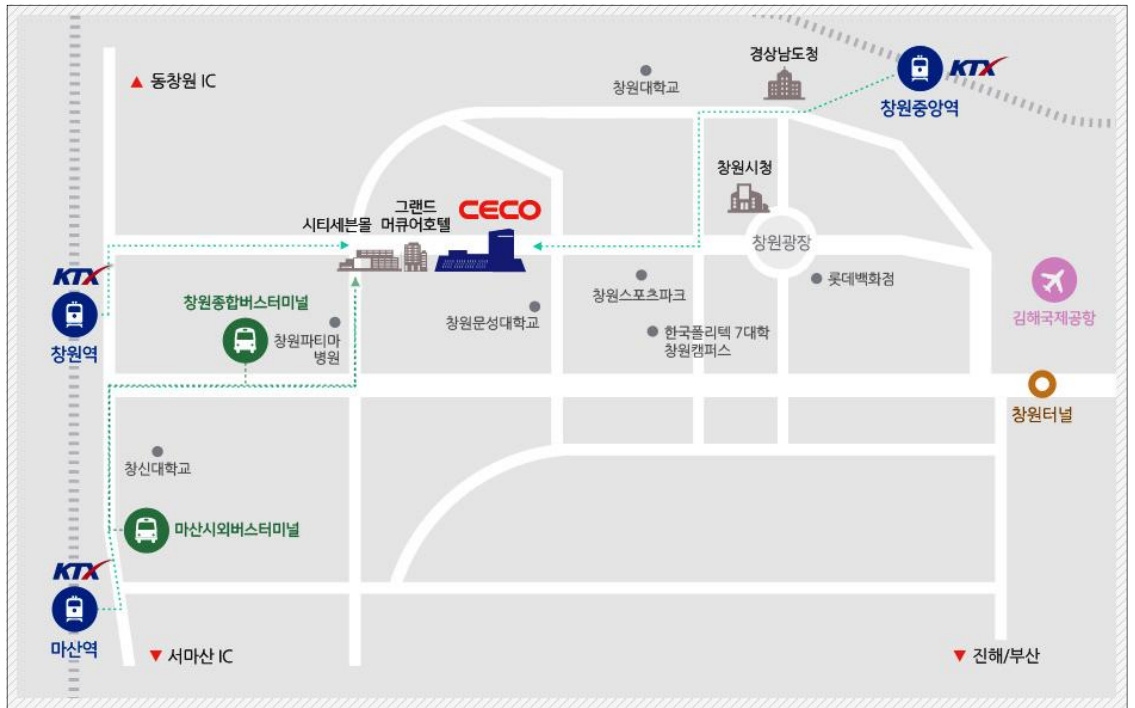 ▲ 동창원 IC
창원대학교
경상남도청
KTX
창원중앙역
창원시청
그랜드
머큐어호텔
시티세븐몰
CECO
창원광장
KTX
창원역
창원종합버스터미널
창원파티마
병원
창원문성대학교
창원스포츠파크
롯데백화점
한국폴리텍 7대학
창원캠퍼스
김해국제공항
창원터널
창신대학교
마산시외버스터미널
KTX
마산역
▼ 서마산 IC
▼ 진해/부산